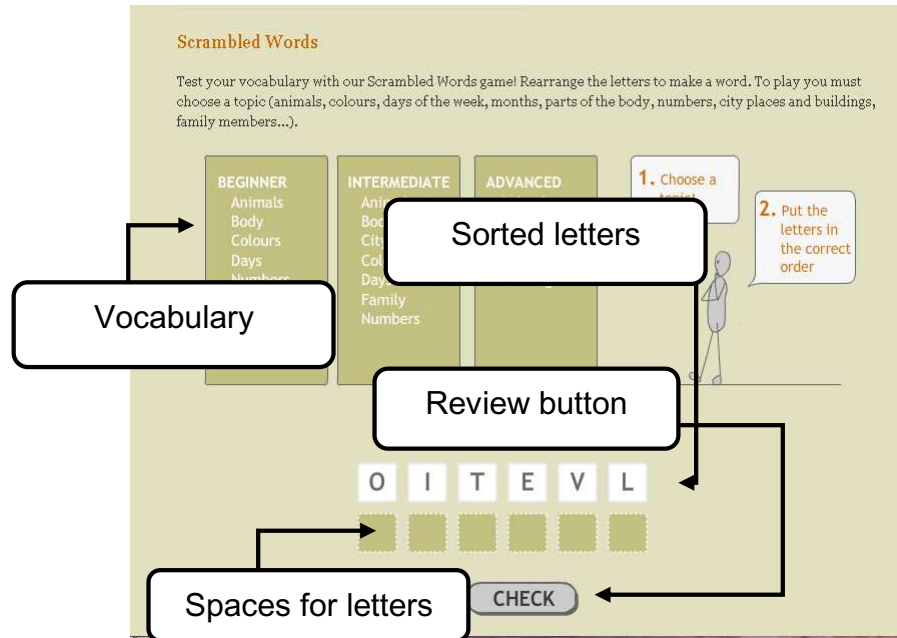 Scrambled Words
Test your vocabulary with our Scrambled Words game! Rearrange the letters to make a word. To play you must
choose a topic (animals, colours, days of the week, months, parts of the body, numbers, city places and buildings,
family members...).
BEGINNER
Animals
Body
Colours
Days
Numbers
INTERMEDIATE
Days
Family
Numbers
ADVANCED
1. Choose a
2. Put the
letters in
the correct
order
Sorted letters
Vocabulary
Review button
O I T E V L
Spaces for letters
CHECK